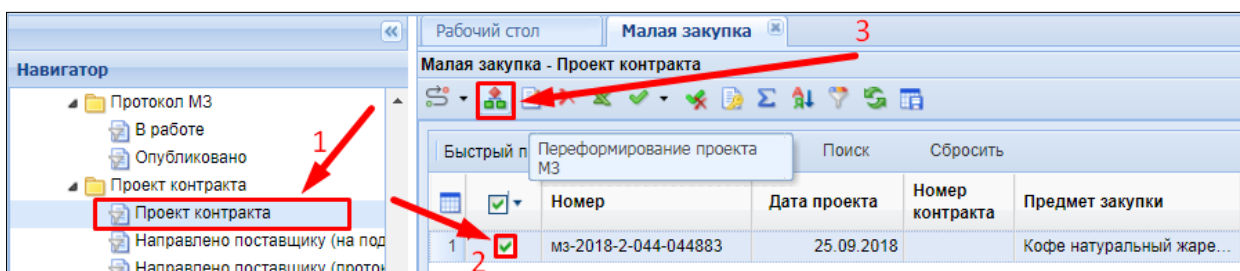 Рабочий стол
Малая закупка
3
Навигатор
Малая закупка - Проект контракта
Протокол МЗ
В работе
1
Опубликовано
Проект контракта
Проект контракта
Направлено поставщику (на под
Направлено поставщику (проток
Быстрый п
Поиск
Сбросить
Переформирование проекта
МЗ
Номер
Дата проекта
Номер
контракта
Предмет закупки
1
мз-2018-2-044-044883
25.09.2018
Кофе натуральный жаре...
2